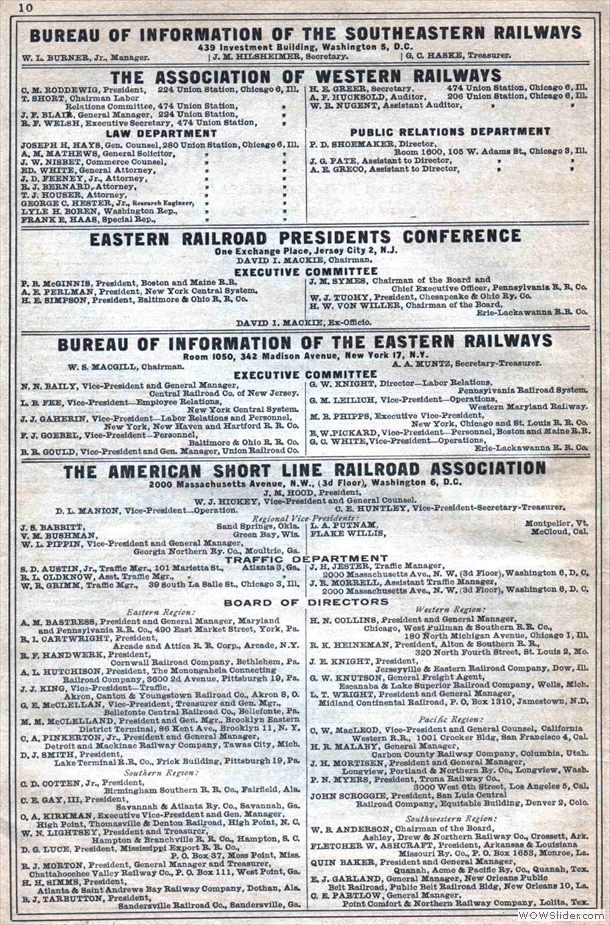 10
BUREAU OF INFORMATION OF THE SOUTHEASTERN RAILWAYS
439 Investment Building, Washington 5, D.C.
W. L. BURNER, Jr., Manager. J. M. HILSHEIMER, Secretary. G. C. HASKE, Treasurer.
THE ASSOCIATION OF WESTERN RAILWAYS
C. M. RODDEWIG, President, 224 Union Station, Chicago 6, Ill.
T. SHORT, Chairman Labor
Relations Committee, 474 Union Station, "
J. F. BLAIR, General Manager, 224 Union Station, "
R. F. WELSH, Executive Secretary, 474 Union Station, "
H. E. GREER, Secretary. 474 Union Station, Chicago 6, Ill.
A. F. HUCKSOLD, Auditor, 206 Union Station, Chicago 6, Ill.
W. R. NUGENT, Assistant Auditor, " "
LAW DEPARTMENT
JOSEPH H. HAYS, Gen. Counsel, 280 Union Station, Chicago 6, Ill.
A. M. MATHEWS, General Solicitor, " "
J. W. NISBET, Commerce Counsel, " "
ED. WHITE, General Attorney, " "
J. D. FEENEY, Jr., Attorney, " "
R. J. BERNARD, Attorney, " "
T. J. HOUSER, Attorney, " "
GEORGE C. HESTER, Jr., Research Engineer, " "
LYLE H. BOREN, Washington Rep., " "
FRANK E. HAAS, Special Rep., " "
PUBLIC RELATIONS DEPARTMENT
P. D. SHOEMAKER, Director,
Room 1600, 105 W. Adams St., Chicago 3, Ill.
J. G. PATE, Assistant to Director, " "
A. E. GRECO, Assistant to Director, " "
EASTERN RAILROAD PRESIDENTS CONFERENCE
One Exchange Place, Jersey City 2, N.J.
DAVID I. MACKIE, Chairman.
EXECUTIVE COMMITTEE
P. B. McGINNIS, President, Boston and Maine R.R.
A. E. PERLMAN, President, New York Central System,
H. E. SIMPSON, President, Baltimore & Ohio R. R. Co.
J. M. SYMES, Chairman of the Board and
Chief Executive Officer, Pennsylvania R. R. Co.
W. J. TUOHY, President, Chesapeake & Ohio Ry. Co.
H. W. VON WILLER, Chairman of the Board,
Erie-Lackawanna R.R. Co.
DAVID I. MACKIE, Ex-Officio.
BUREAU OF INFORMATION OF THE EASTERN RAILWAYS
Room 1050, 342 Madison Avenue, New York 17, N.Y.
W. S. MACGILL, Chairman. A. A. MUNTZ, Secretary-Treasurer.
EXECUTIVE COMMITTEE
N. N. BAILY, Vice-President and General Manager,
Central Railroad Co. of New Jersey.
L. B. FEE, Vice-President—Employee Relations,
New York Central System.
J. J. GAHERIN, Vice-President—Labor Relations and Personnel,
New York, New Haven and Hartford R. R. Co.
F. J. GOEBEL, Vice-President—Personnel,
Baltimore & Ohio R. R. Co.
B. R. GOULD, Vice-President and Gen. Manager, Union Railroad Co.
G. W. KNIGHT, Director—Labor Relations,
Pennsylvania Railroad System.
G. M. LEILICH, Vice-President—Operations,
Western Maryland Railway.
M. B. PHIPPS, Executive Vice-President,
New York, Chicago and St. Louis R. R. Co.
R. W. PICKARD, Vice-President—Personnel, Boston and Maine R.R.
G. C. WHITE, Vice-President—Operations,
Erie-Lackawanna R. R. Co.
THE AMERICAN SHORT LINE RAILROAD ASSOCIATION
2000 Massachusetts Avenue, N.W., (3d Floor), Washington 6, D.C.
J. M. HOOD, President,
W. J. HICKEY, Vice-President and General Counsel.
D. L. MANION, Vice-President—Operation. C. E. HUNTLEY, Vice-President-Secretary-Treasurer.
Regional Vice-Presidents:
J. S. BABBITT, Sand Springs, Okla.
V. M. BUSHMAN, Green Bay, Wis.
W. L. PIPPIN, Vice-President and General Manager,
Georgia Northern Ry. Co., Moultrie, Ga.
L. A. PUTNAM, Montpelier, Vt.
FLAKE WILLIS, McCloud, Cal.
TRAFFIC DEPARTMENT
S. D. AUSTIN, Jr., Traffic Mgr., 101 Marietta St., Atlanta 3, Ga.
R. L. OLDKNOW, Asst. Traffic Mgr., " "
W. R. GRIMM, Traffic Mgr., 39 South La Salle St., Chicago 3, Ill.
J. H. JESTER, Traffic Manager,
2000 Massachusetts Ave., N. W. (3d Floor), Washington 6, D. C.
J. R. MORRELL, Assistant Traffic Manager,
2000 Massachusetts Ave., N. W. (3d Floor), Washington 6, D. C.
BOARD OF DIRECTORS
Eastern Region:
A. M. BASTRESS, President and General Manager, Maryland
and Pennsylvania R.R. Co., 490 East Market Street, York, Pa.
R. I. CARTWRIGHT, President,
Arcade and Attica R. R. Corp., Arcade, N.Y.
R. F. HANDWERK, President,
Cornwall Railroad Company, Bethlehem, Pa.
A. L. HUTCHISON, President, The Monongahela Connecting
Railroad Company, 3600 2d Avenue, Pittsburgh 19, Pa.
J. J. KING, Vice-President—Traffic,
Akron, Canton & Youngstown Railroad Co., Akron 8, O.
G. E. McCLELLAN, Vice-President, Treasurer and Gen. Mgr.,
Bellefonte Central Railroad Co., Bellefonte, Pa.
M. M. McCLELLAND, President and Gen. Mgr., Brooklyn Eastern
District Terminal, 86 Kent Ave., Brooklyn 11, N. Y.
C. A. PINKERTON, Jr., President and General Manager,
Detroit and Mackinac Railway Company, Tawas City, Mich.
D. J. SMITH, President,
Lake Terminal R.R. Co., Frick Building, Pittsburgh 19, Pa.
Southern Region:
C. D. COTTEN, Jr., President,
Birmingham Southern R. R. Co., Fairfield, Ala.
C. E. GAY, III, President,
Savannah & Atlanta Ry. Co., Savannah, Ga.
O. A. KIRKMAN, Executive Vice-President and Gen. Manager,
High Point, Thomasville & Denton Railroad, High Point, N. C.
W. N. LIGHTSEY, President and Treasurer,
Hampton & Branchville R. R. Co., Hampton, S. C.
D. G. LUCE, President, Mississippi Export R. R. Co.,
P. O. Box 37, Moss Point, Miss.
R. J. MORTON, President, General Manager and Treasurer,
Chattahoochee Valley Railway Co., P. O. Box 111, West Point, Ga.
H. H. SIMMS, President,
Atlanta & Saint Andrews Bay Railway Company, Dothan, Ala.
B. J. TARBUTTON, President,
Sandersville Railroad Co., Sandersville, Ga.
Western Region:
H. N. COLLINS, President and General Manager,
Chicago, West Pullman & Southern R.R. Co.,
180 North Michigan Avenue, Chicago 1, Ill.
R. K. HEINEMAN, President, Alton & Southern R. R.,
320 North Fourth Street, St. Louis 2, Mo.
J. E. KNIGHT, President,
Jerseyville & Eastern Railroad Company, Dow, Ill.
G. W. KNUTSON, General Freight Agent,
Escanaba & Lake Superior Railroad Company, Wells, Mich.
L. T. WRIGHT, President and General Manager,
Midland Continental Railroad, P. O. Box 1310, Jamestown, N.D.
Pacific Region:
C. W. MacLEOD, Vice-President and General Counsel, California
Western R.R., 1001 Crocker Bldg, San Francisco 4, Cal.
H. R. MALABY, General Manager,
Carbon County Railway Company, Columbia, Utah.
J. H. MORTISEN, President and General Manager,
Longview, Portland & Northern Ry. Co., Longview, Wash.
P. N. MYERS, President, Trona Railway Co.,
3000 West 6th Street, Los Angeles 5, Cal.
JOHN SCROGGIE, President, San Luis Central
Railroad Company, Equitable Building, Denver 2, Colo.
Southwestern Region:
W. B. ANDERSON, Chairman of the Board,
Ashley, Drew & Northern Railway Co., Crossett, Ark.
FLETCHER W. ASHCRAFT, President, Arkansas & Louisiana
Missouri Ry. Co., P. O. Box 1653, Monroe, La.
QUIN BAKER, President and General Manager,
Quanah, Acme & Pacific Ry. Co., Quanah, Tex.
E. J. GARLAND, General Manager, New Orleans Public
Belt Railroad, Public Belt Railroad Bldg, New Orleans 10, La.
C. E. PARTLOW, General Manager,
Point Comfort & Northern Railway Company, Lolita, Tex.
WOWSlider.com